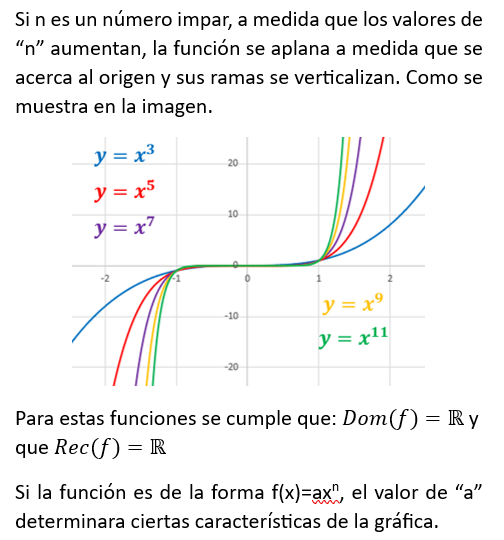 Si n es un número impar, a medida que los valores de
“n” aumentan, la función se aplana a medida que se
acerca al origen y sus ramas se verticalizan. Como se
muestra en la imagen.
y = x³
y = x⁵
y = x⁷
20
10
0
-10
-20
-2
-1
0
1
2
y = x⁹
y = x¹¹
Para estas funciones se cumple que: Dom(f) = ℝ y
que Rec(f) = ℝ
Si la función es de la forma f(x)=axⁿ, el valor de “a”
determinara ciertas características de la gráfica.